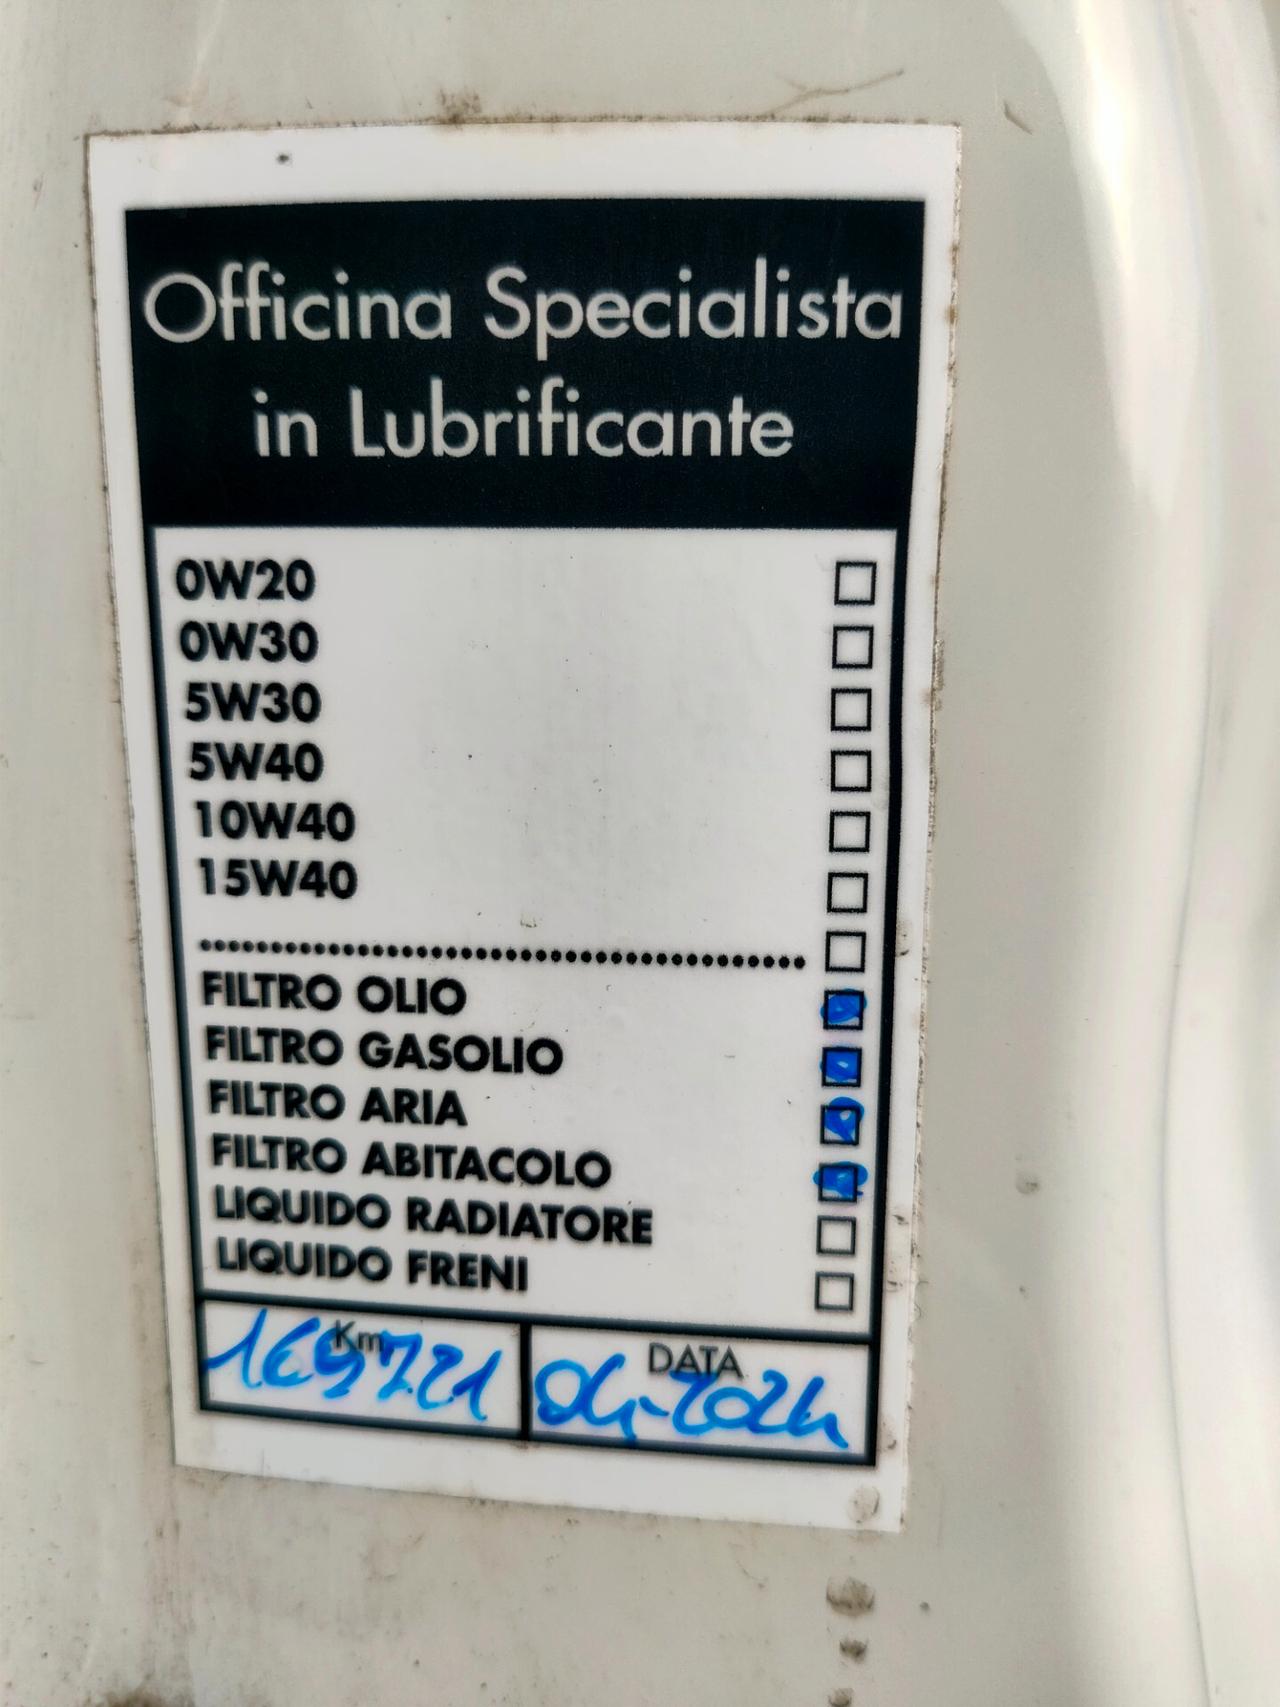 Officina Specialista
in Lubrificante
0W20
0W30
5W30
5W40
10W40
15W40
........................................
FILTRO OLIO
FILTRO GASOLIO
FILTRO ARIA
FILTRO ABITACOLO
LIQUIDO RADIATORE
LIQUIDO FRENI
Km
169721
DATA
04-2024